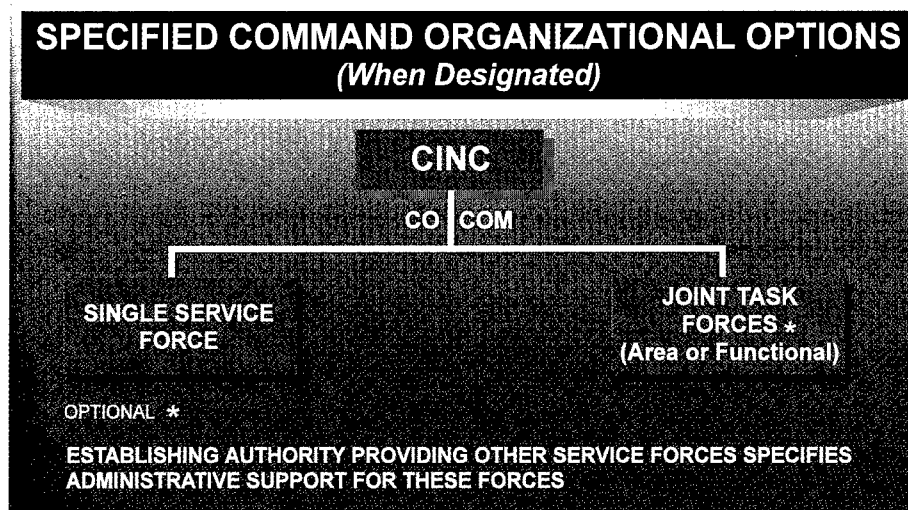 SPECIFIED COMMAND ORGANIZATIONAL OPTIONS
(When Designated)
CINC
CO COM
SINGLE SERVICE
FORCE
JOINT TASK
FORCES *
(Area or Functional)
OPTIONAL *
ESTABLISHING AUTHORITY PROVIDING OTHER SERVICE FORCES SPECIFIES
ADMINISTRATIVE SUPPORT FOR THESE FORCES